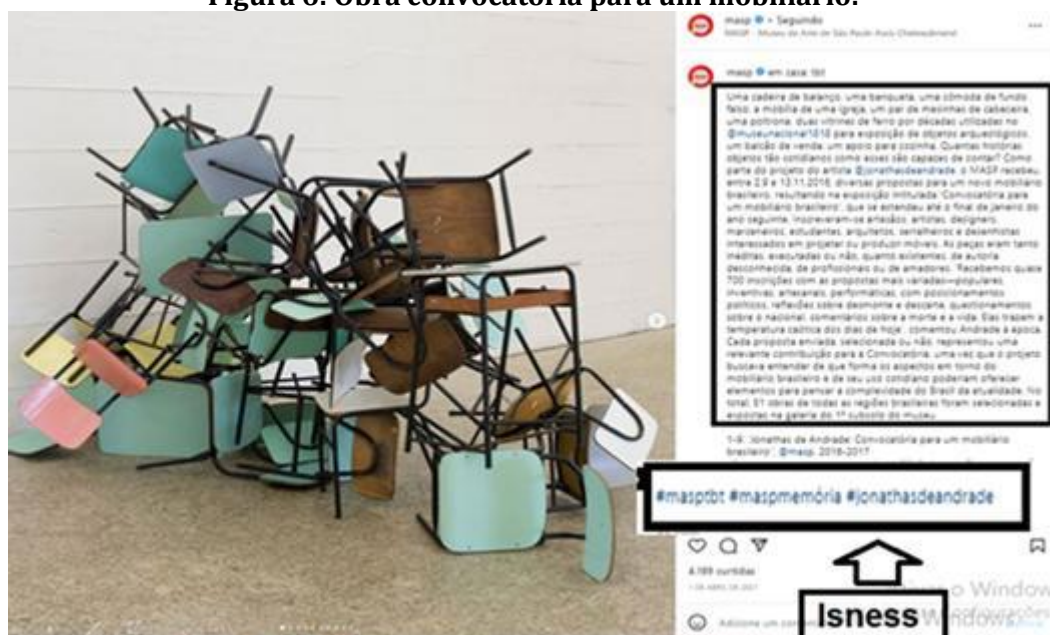 Figura 6: Obra convocatória para um mobiliário.
masp • Seguindo
MASP - Museu de Arte de São Paulo Assis Chateaubriand
masp em casa: tbt
Uma cadeira de balanço, uma banqueta, uma cômoda de fundo
falso, a mobília de uma igreja, um par de mesinhas de cabeceira,
uma poltrona, duas vitrines de ferro por décadas utilizadas no
@museunacional1818 para exposição de objetos arqueológicos,
um balcão de venda, um apoio para cozinha. Quantas histórias
objetos tão cotidianos como esses são capazes de contar? Como
parte do projeto do artista @jonathasdeandrade, o MASP recebeu,
entre 2.9 e 13.11.2016, diversas propostas para um novo mobiliário
brasileiro, resultando na exposição intitulada 'Convocatória para
um mobiliário brasileiro', que se estendeu até o final de janeiro do
ano seguinte. Inscreveram-se artesãos, artistas, designers,
marceneiros, estudantes, arquitetos, serralheiros e desenhistas
interessados em projetar ou produzir móveis. As peças eram tanto
inéditas, executadas ou não, quanto existentes, de autoria
desconhecida, de profissionais ou de amadores. 'Recebemos quase
700 inscrições com as propostas mais variadas—populares,
inventivas, artesanais, performáticas, com posicionamentos
políticos, reflexões sobre desmonte e descarte, questionamentos
sobre o nacional, comentários sobre a morte e a vida. Elas trazem a
temperatura caótica dos dias de hoje', comentou Andrade à época.
Cada proposta enviada, selecionada ou não, representou uma
relevante contribuição para a Convocatória, uma vez que o projeto
buscava entender de que forma os aspectos em torno do
mobiliário brasileiro e de seu uso cotidiano poderiam oferecer
elementos para pensar a complexidade do Brasil da atualidade. No
total, 51 obras de todas as regiões brasileiras foram selecionadas e
expostas na galeria do 1º subsolo do museu.
1-9. 'Jonathas de Andrade: Convocatória para um mobiliário
brasileiro', @masp, 2016-2017
#masptbt #maspmemória #jonathasdeandrade
4.189 curtidas
1 DE ABRIL DE 2021
o Windows
Isness
Adicione um com
Windows